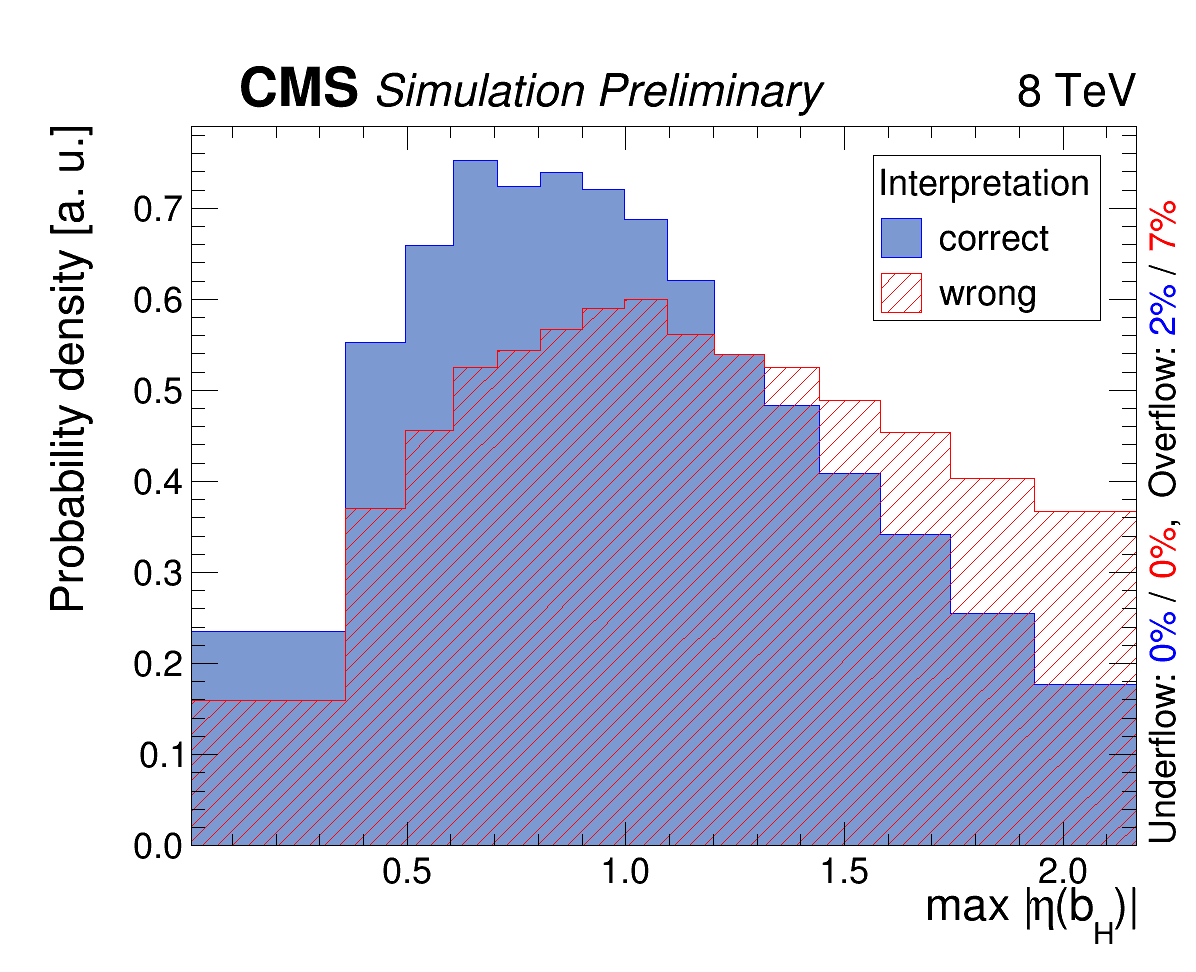 CMS Simulation Preliminary 8 TeV
Probability density [a. u.]
0.7
0.6
0.5
0.4
0.3
0.2
0.1
0.0
Interpretation
correct
wrong
0.5 1.0 1.5 2.0
max |η(b_H)|
Underflow: 0% / 0%, Overflow: 2% / 7%